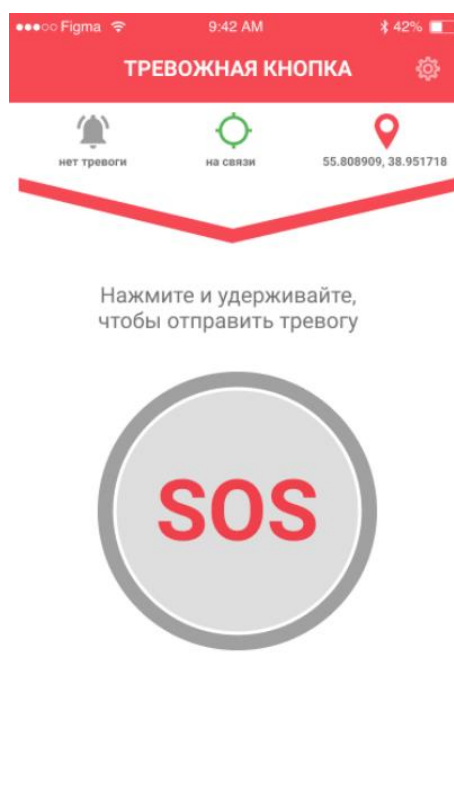 Figma 9:42 AM 42%
ТРЕВОЖНАЯ КНОПКА
нет тревоги на связи 55.808909, 38.951718
Нажмите и удерживайте,
чтобы отправить тревогу
SOS